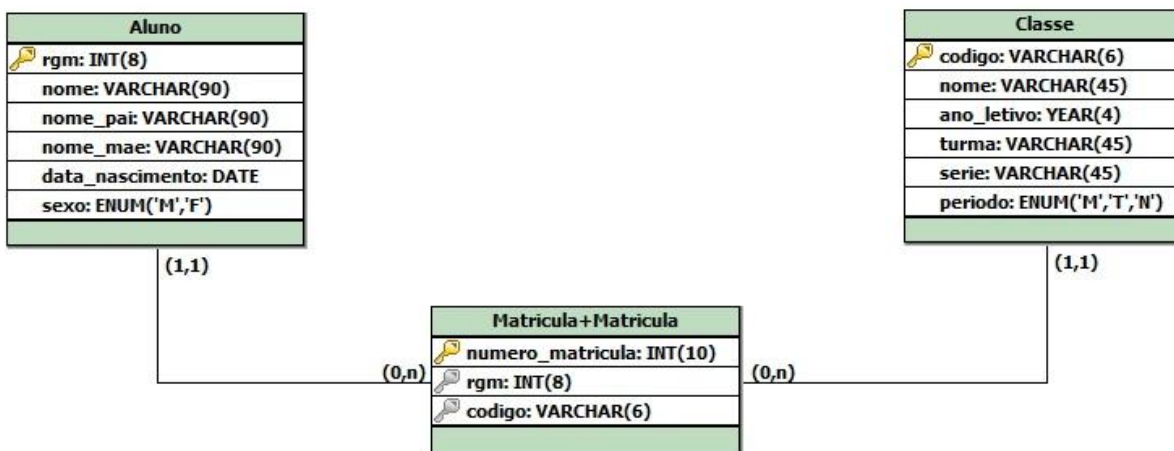 Aluno
rgm: INT(8)
nome: VARCHAR(90)
nome_pai: VARCHAR(90)
nome_mae: VARCHAR(90)
data_nascimento: DATE
sexo: ENUM('M','F')
(1,1)
Classe
codigo: VARCHAR(6)
nome: VARCHAR(45)
ano_letivo: YEAR(4)
turma: VARCHAR(45)
serie: VARCHAR(45)
periodo: ENUM('M','T','N')
(1,1)
(0,n)
Matricula+Matricula
numero_matricula: INT(10)
rgm: INT(8)
codigo: VARCHAR(6)
(0,n)